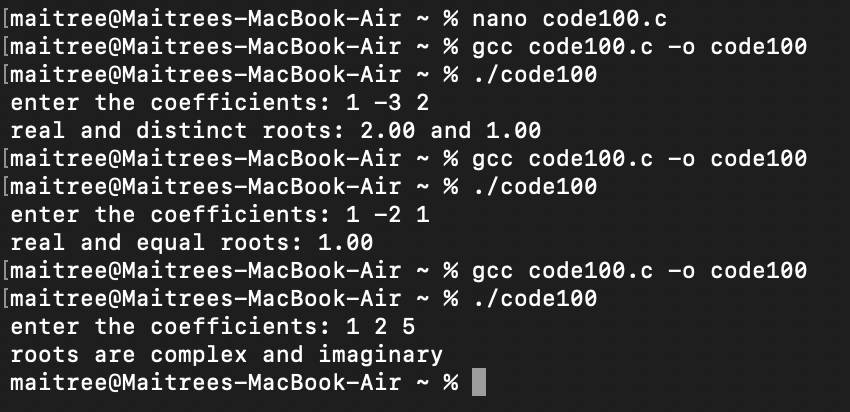 [maitree@Maitrees-MacBook-Air ~ % nano code100.c
[maitree@Maitrees-MacBook-Air ~ % gcc code100.c -o code100
[maitree@Maitrees-MacBook-Air ~ % ./code100
enter the coefficients: 1 -3 2
real and distinct roots: 2.00 and 1.00
[maitree@Maitrees-MacBook-Air ~ % gcc code100.c -o code100
[maitree@Maitrees-MacBook-Air ~ % ./code100
enter the coefficients: 1 -2 1
real and equal roots: 1.00
[maitree@Maitrees-MacBook-Air ~ % gcc code100.c -o code100
[maitree@Maitrees-MacBook-Air ~ % ./code100
enter the coefficients: 1 2 5
roots are complex and imaginary
maitree@Maitrees-MacBook-Air ~ %